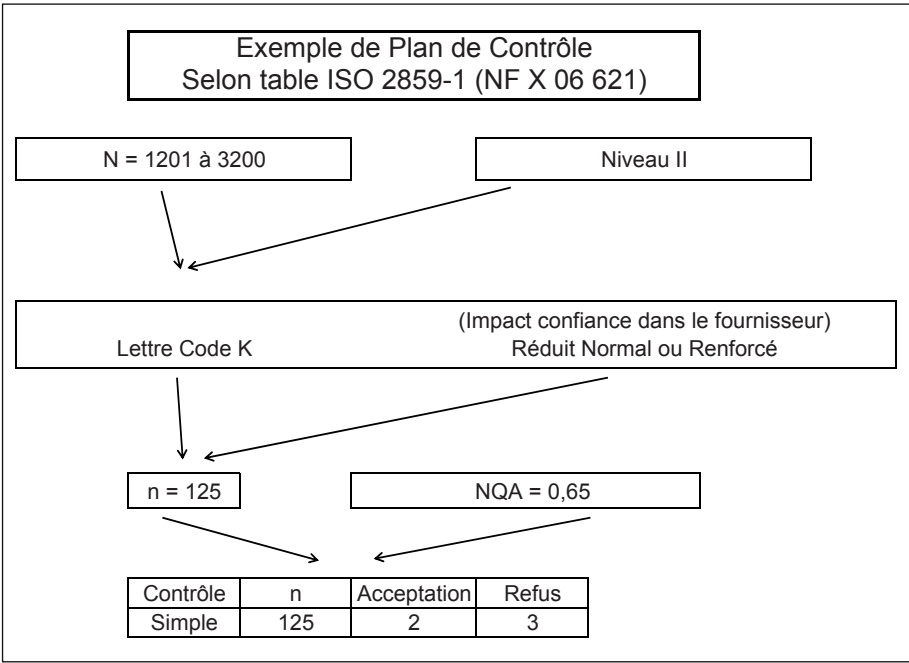 Exemple de Plan de Contrôle
Selon table ISO 2859-1 (NF X 06 621)
N = 1201 à 3200
Niveau II
(Impact confiance dans le fournisseur)
Lettre Code K
Réduit Normal ou Renforcé
n = 125
NQA = 0,65
Contrôle n Acceptation Refus
Simple 125 2 3